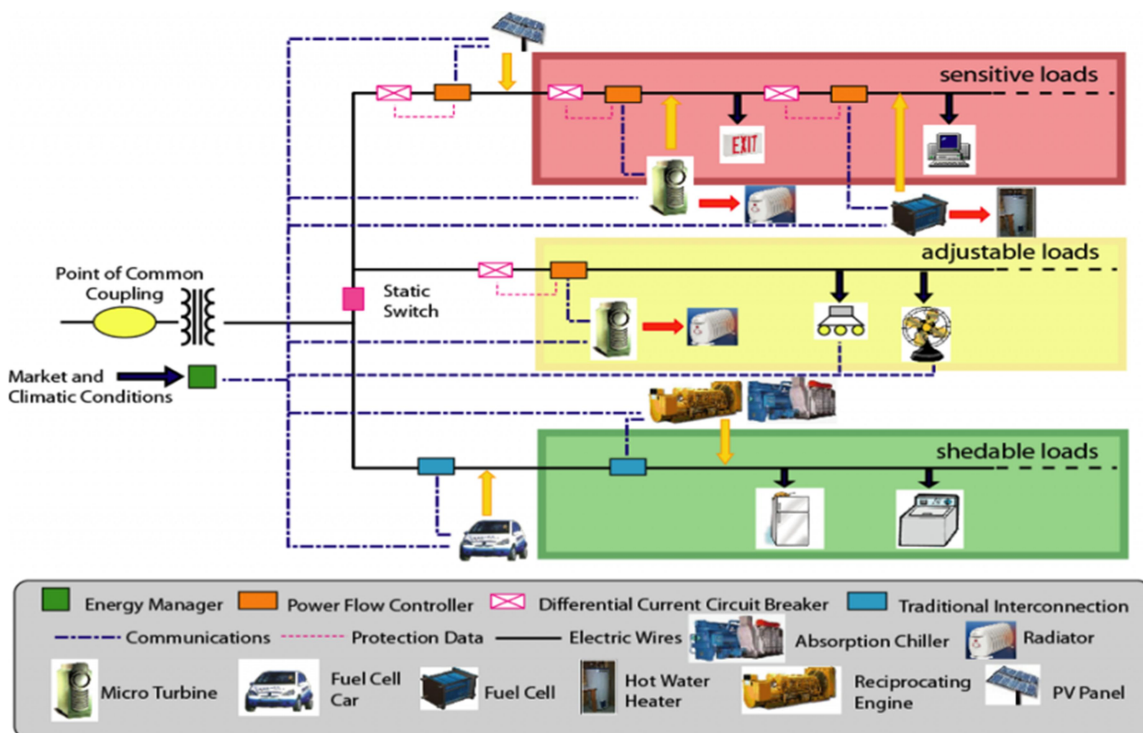 sensitive loads
EXIT
adjustable loads
Point of Common
Coupling
Static
Switch
Market and
Climatic Conditions
shedable loads
Energy Manager
Power Flow Controller
Differential Current Circuit Breaker
Traditional Interconnection
Communications
Protection Data
Electric Wires
Absorption Chiller
Radiator
Micro Turbine
Fuel Cell
Car
Fuel Cell
Hot Water
Heater
Reciprocating
Engine
PV Panel